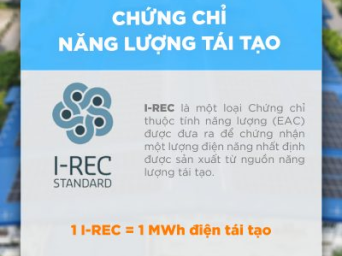 CHỨNG CHỈ
NĂNG LƯỢNG TÁI TẠO
I-REC là một loại Chứng chỉ
thuộc tính năng lượng (EAC)
được đưa ra để chứng nhận
một lượng điện năng nhất định
được sản xuất từ nguồn năng
lượng tái tạo.
I-REC
STANDARD
1 I-REC = 1 MWh điện tái tạo